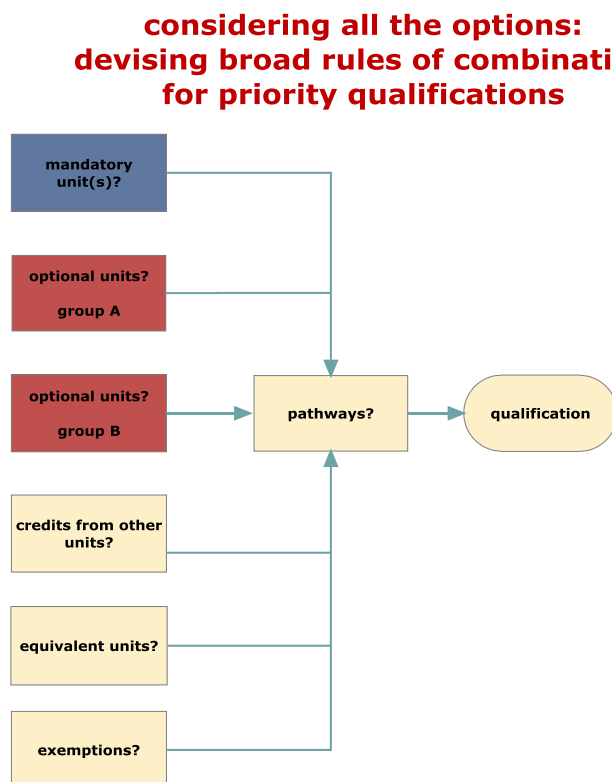 considering all the options:
devising broad rules of combinati
for priority qualifications
mandatory
unit(s)?
optional units?
group A
optional units?
group B
pathways?
qualification
credits from other
units?
equivalent units?
exemptions?